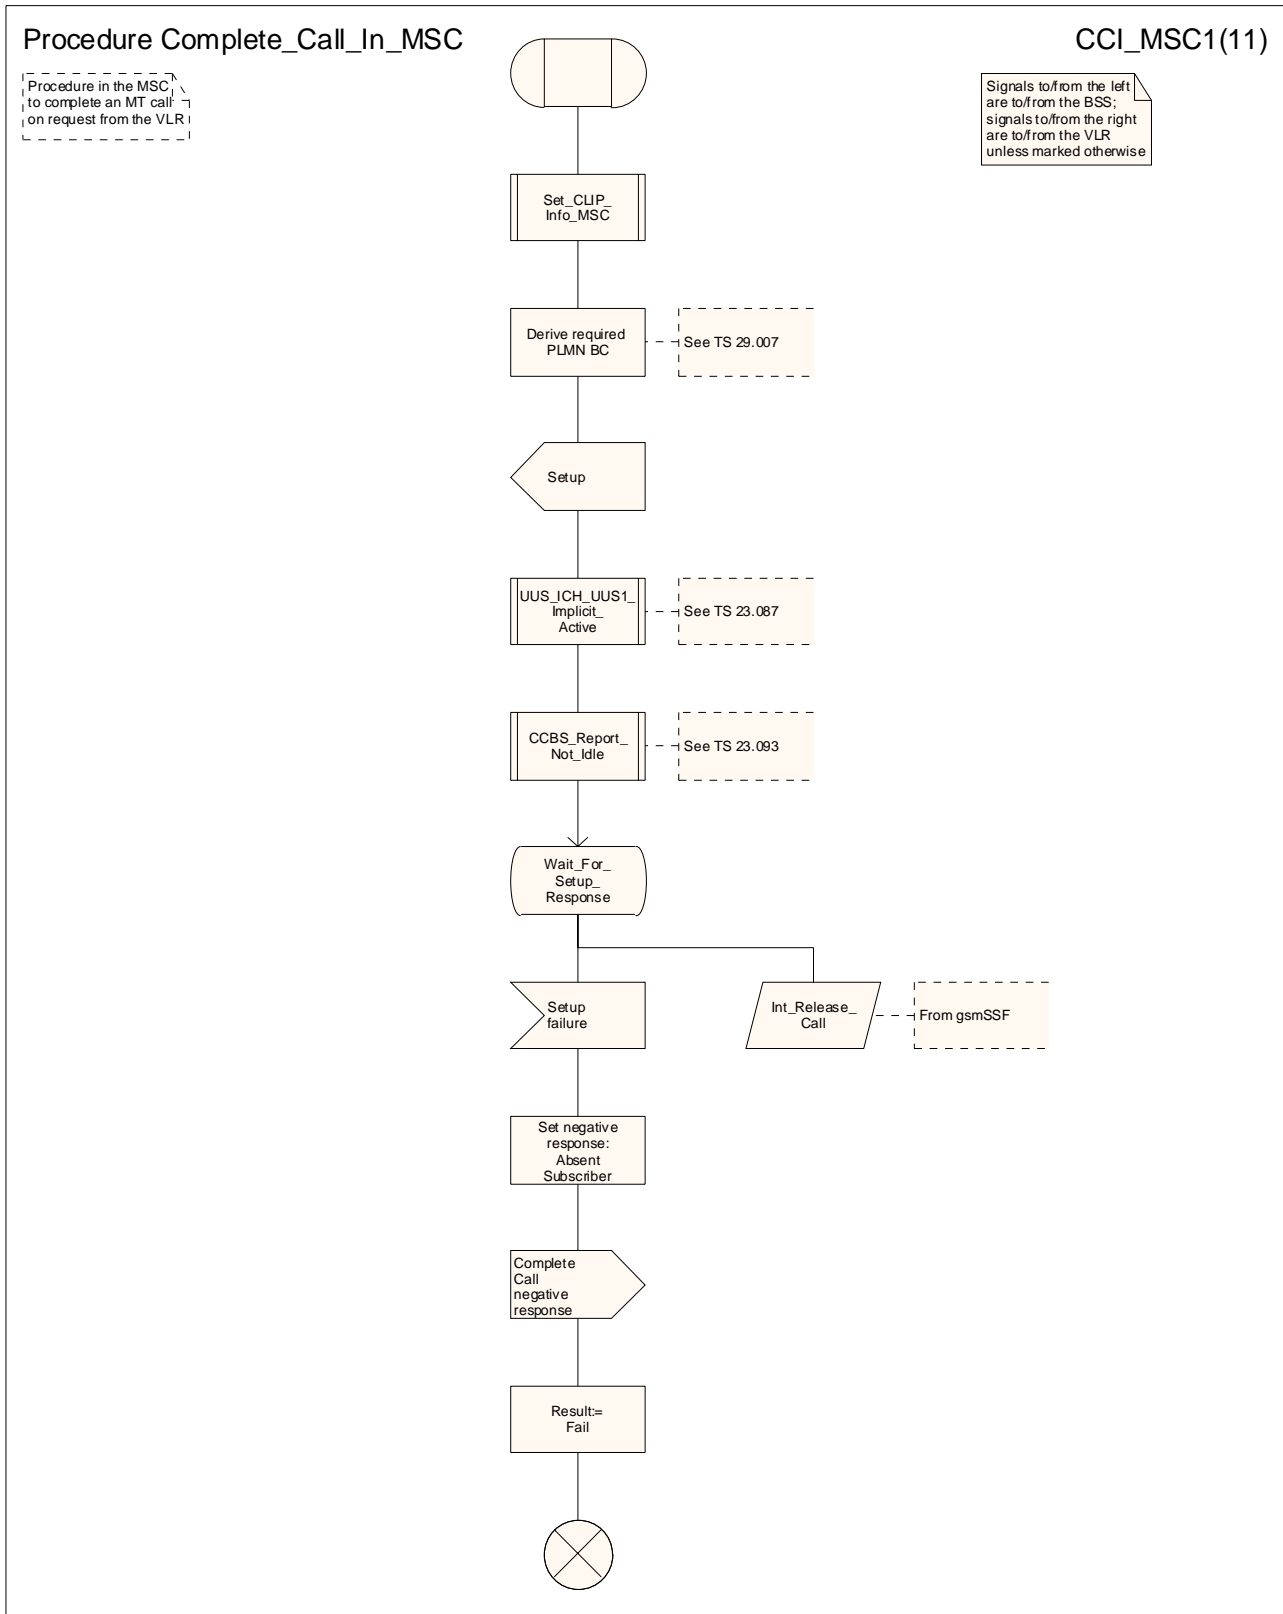 Procedure Complete_Call_In_MSC
CCI_MSC1(11)
Procedure in the MSC
to complete an MT call
on request from the VLR
Signals to/from the left
are to/from the BSS;
signals to/from the right
are to/from the VLR
unless marked otherwise
Set_CLIP_
Info_MSC
Derive required
PLMN BC
See TS 29.007
Setup
UUS_ICH_UUS1_
Implicit_
Active
See TS 23.087
CCBS_Report_
Not_Idle
See TS 23.093
Wait_For_
Setup_
Response
Setup
failure
Int_Release_
Call
From gsmSSF
Set negative
response:
Absent
Subscriber
Complete
Call
negative
response
Result:=
Fail